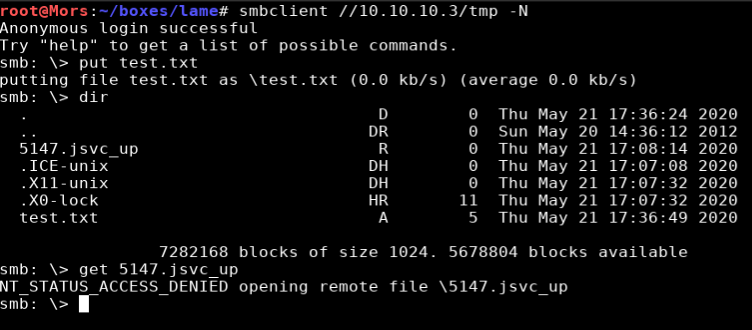 root@Mors:~/boxes/lame# smbclient //10.10.10.3/tmp -N
Anonymous login successful
Try "help" to get a list of possible commands.
smb: \> put test.txt
putting file test.txt as \test.txt (0.0 kb/s) (average 0.0 kb/s)
smb: \> dir
  .                                   D        0  Thu May 21 17:36:24 2020
  ..                                 DR        0  Sun May 20 14:36:12 2012
  5147.jsvc_up                        R        0  Thu May 21 17:08:14 2020
  .ICE-unix                          DH        0  Thu May 21 17:07:08 2020
  .X11-unix                          DH        0  Thu May 21 17:07:32 2020
  .X0-lock                           HR       11  Thu May 21 17:07:32 2020
  test.txt                            A        5  Thu May 21 17:36:49 2020
                7282168 blocks of size 1024. 5678804 blocks available
smb: \> get 5147.jsvc_up
NT_STATUS_ACCESS_DENIED opening remote file \5147.jsvc_up
smb: \>